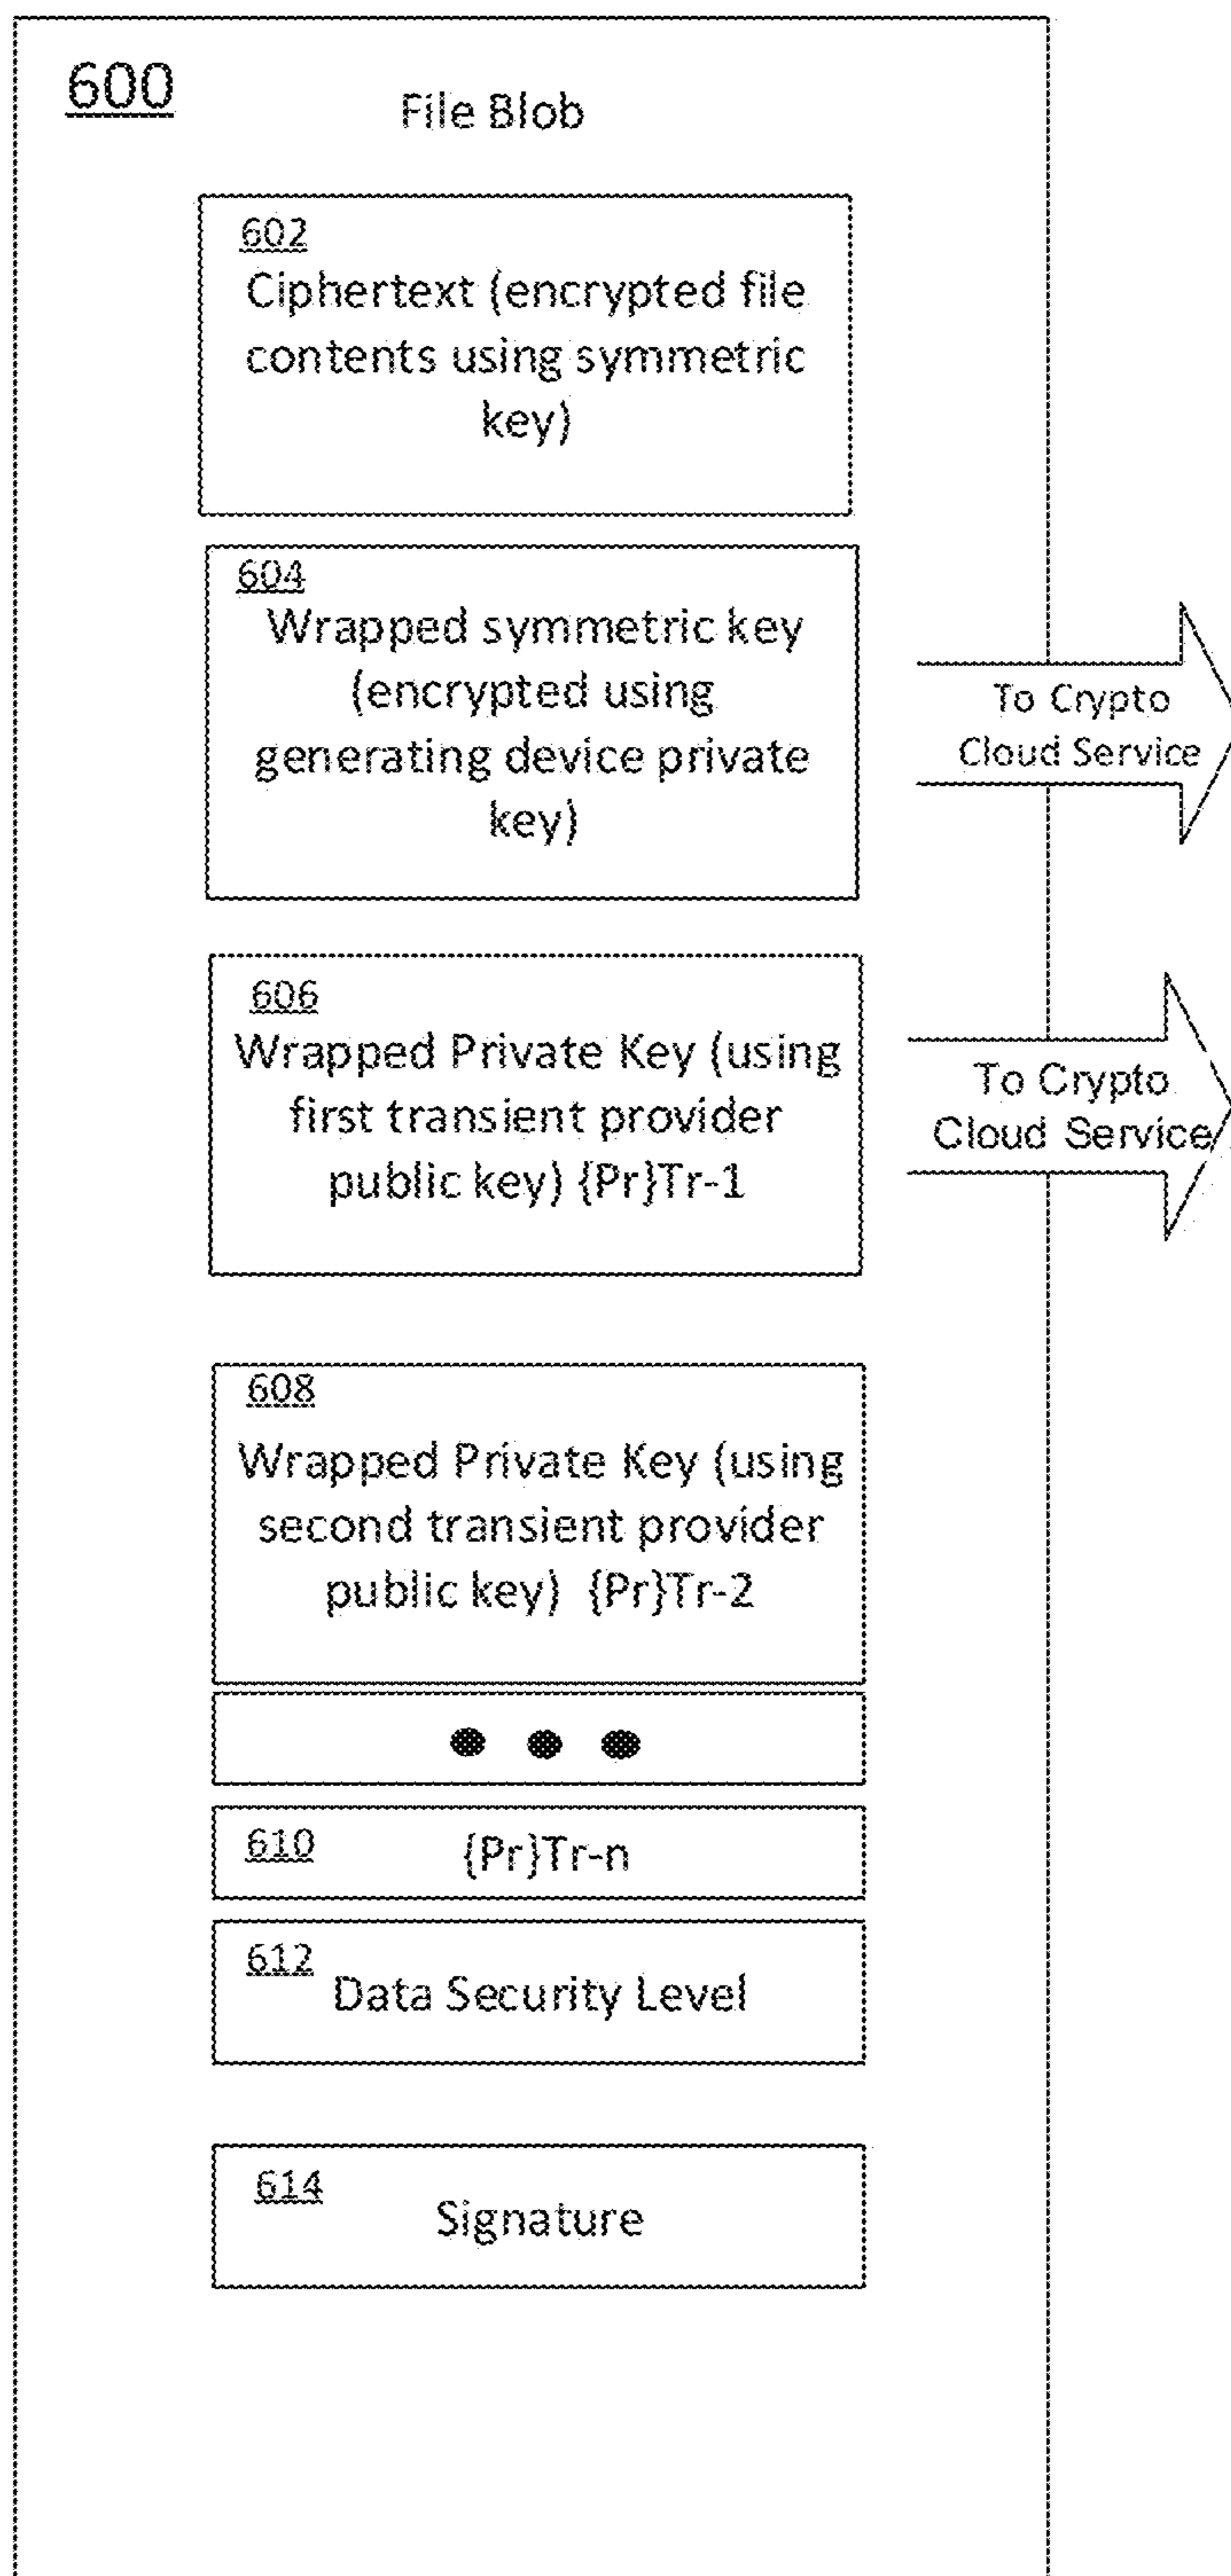 600
File Blob
602
Ciphertext (encrypted file
contents using symmetric
key)
604
Wrapped symmetric key
(encrypted using
generating device private
key)
To Crypto
Cloud Service
606
Wrapped Private Key (using
first transient provider
public key) {Pr}Tr-1
To Crypto
Cloud Service
608
Wrapped Private Key (using
second transient provider
public key) {Pr}Tr-2
610
{Pr}Tr-n
612
Data Security Level
614
Signature